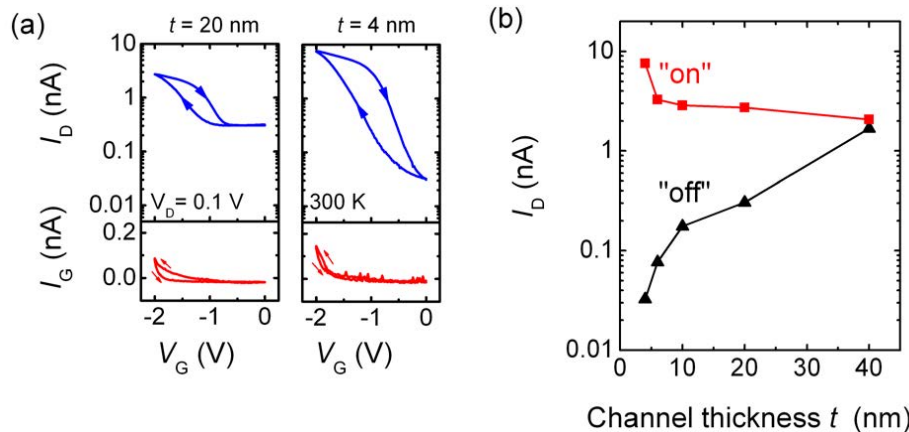 (a)
t = 20 nm
t = 4 nm
10
1
0.1
0.01
I_D (nA)
V_D= 0.1 V
300 K
0.2
0.0
I_G (nA)
-2 -1 0
-2 -1 0
V_G (V)
V_G (V)
(b)
10
1
0.1
0.01
I_D (nA)
"on"
"off"
0 10 20 30 40
Channel thickness t (nm)